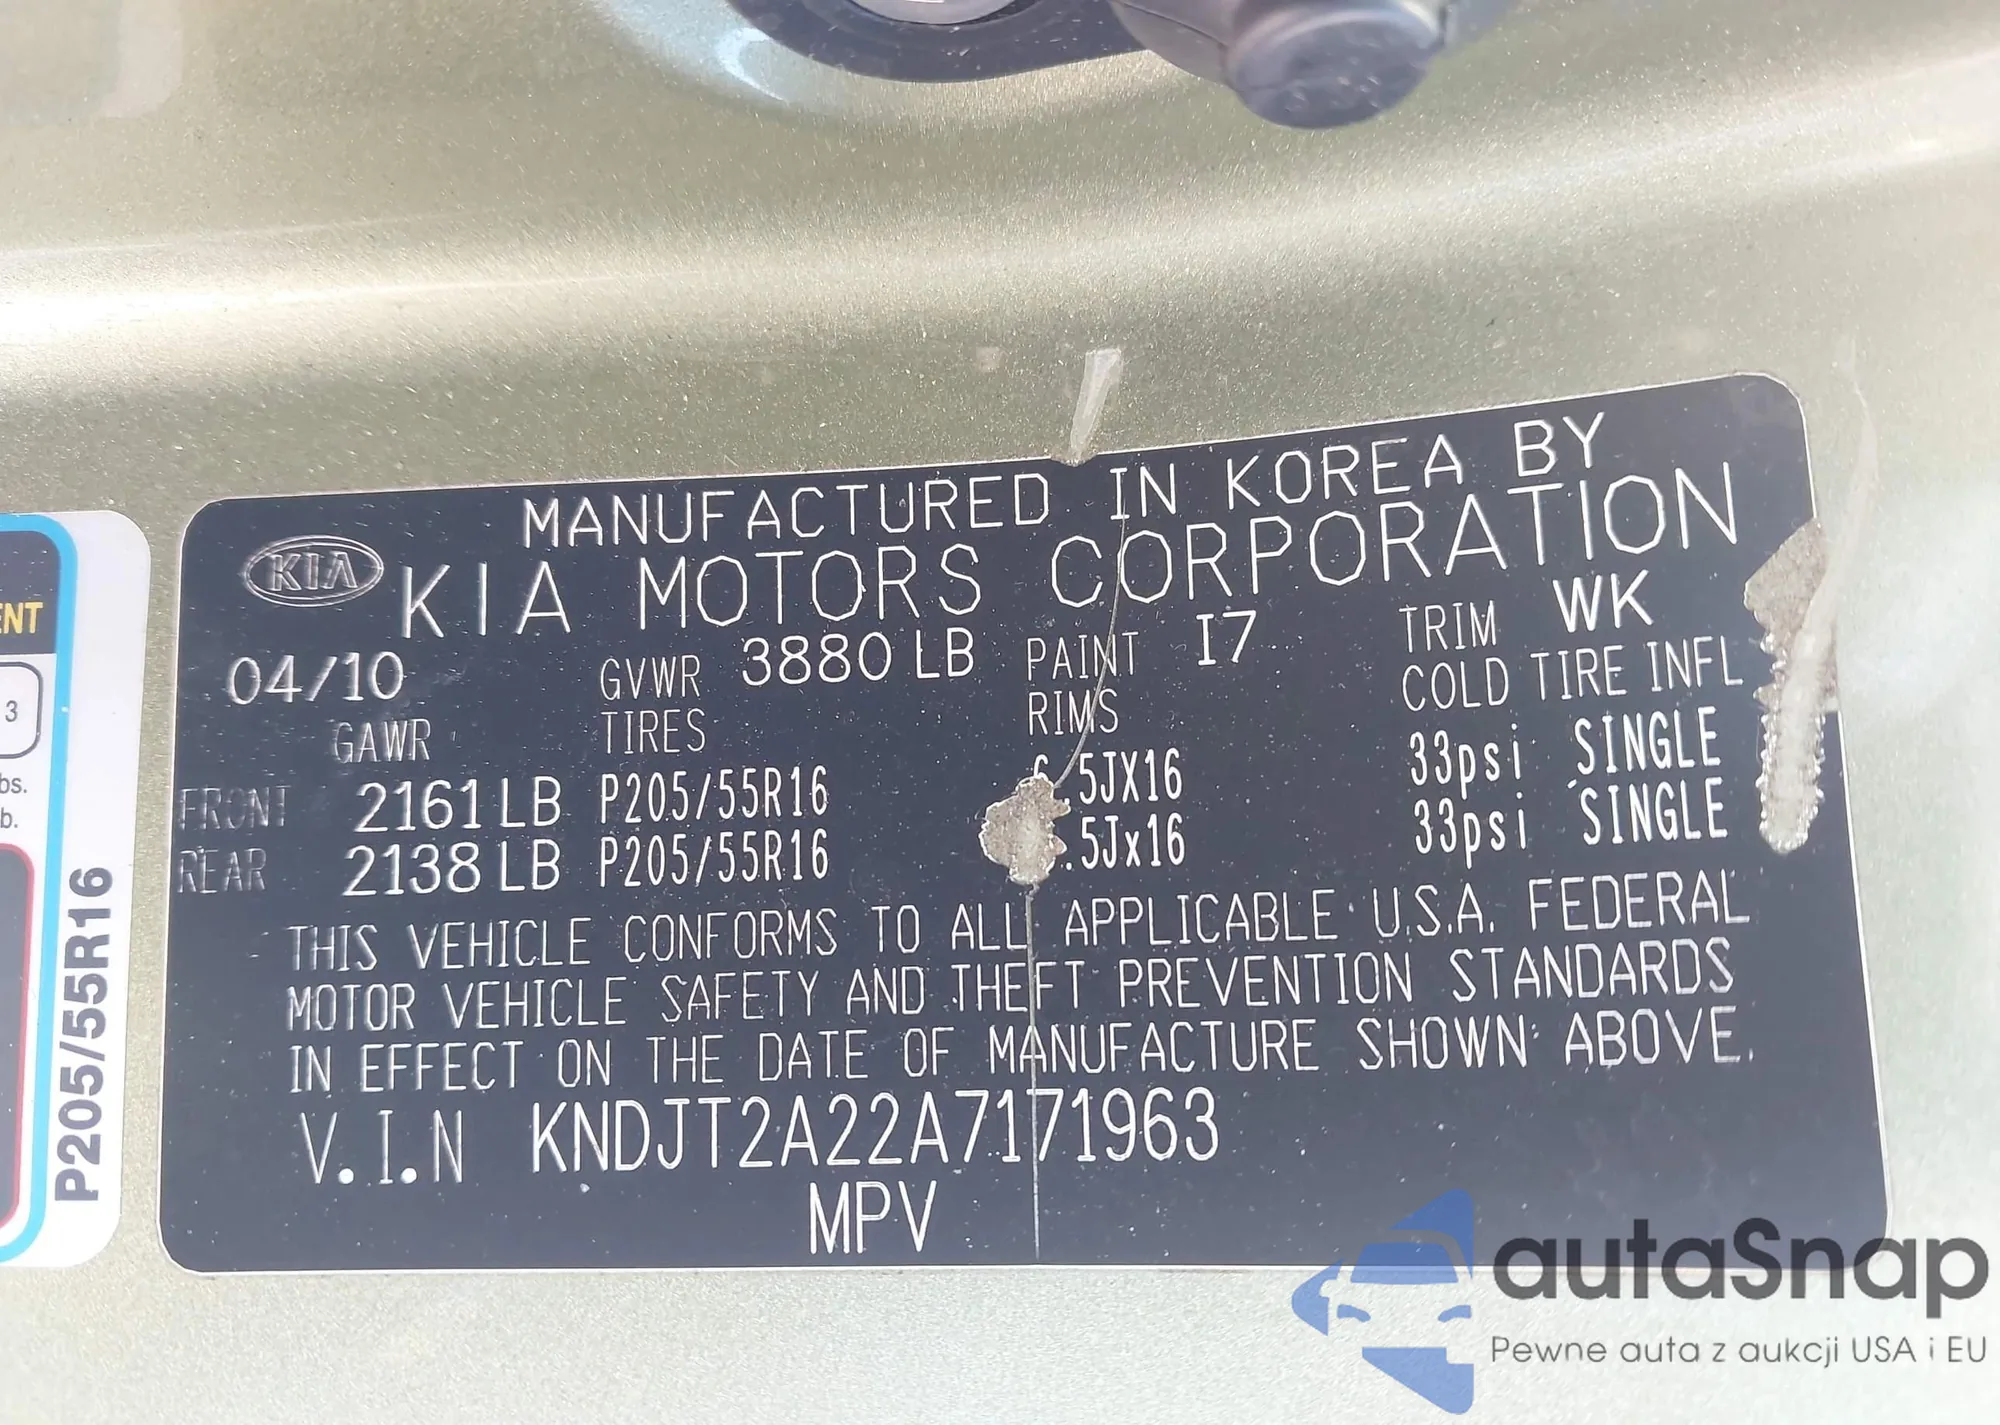 MANUFACTURED IN KOREA BY
KIA KIA MOTORS CORPORATION
04/10 GVWR 3880 LB PAINT I7 TRIM WK
GAWR TIRES RIMS COLD TIRE INFL
FRONT 2161 LB P205/55R16 6.5JX16 33psi SINGLE
REAR 2138 LB P205/55R16 .5Jx16 33psi SINGLE
THIS VEHICLE CONFORMS TO ALL APPLICABLE U.S.A. FEDERAL
MOTOR VEHICLE SAFETY AND THEFT PREVENTION STANDARDS
IN EFFECT ON THE DATE OF MANUFACTURE SHOWN ABOVE.
V.I.N KNDJT2A22A7171963
MPV
3
P205/55R16
autaSnap
Pewne auta z aukcji USA i EU